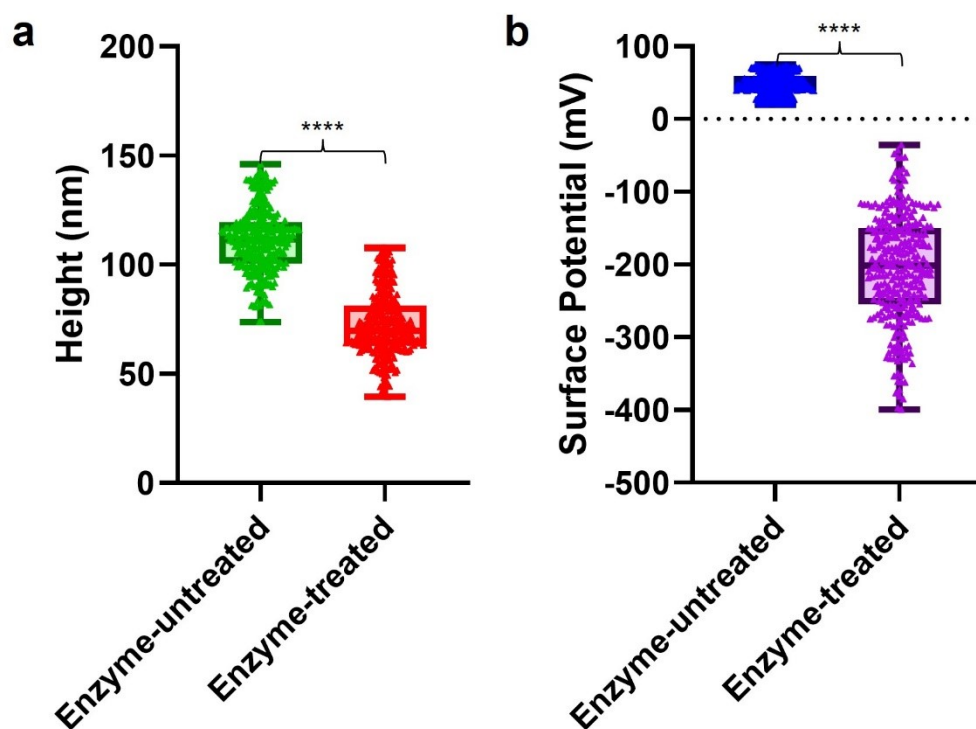 a
200
150
100
50
0
Height (nm)
****
Enzyme-untreated
Enzyme-treated
b
100
0
-100
-200
-300
-400
-500
Surface Potential (mV)
****
Enzyme-untreated
Enzyme-treated